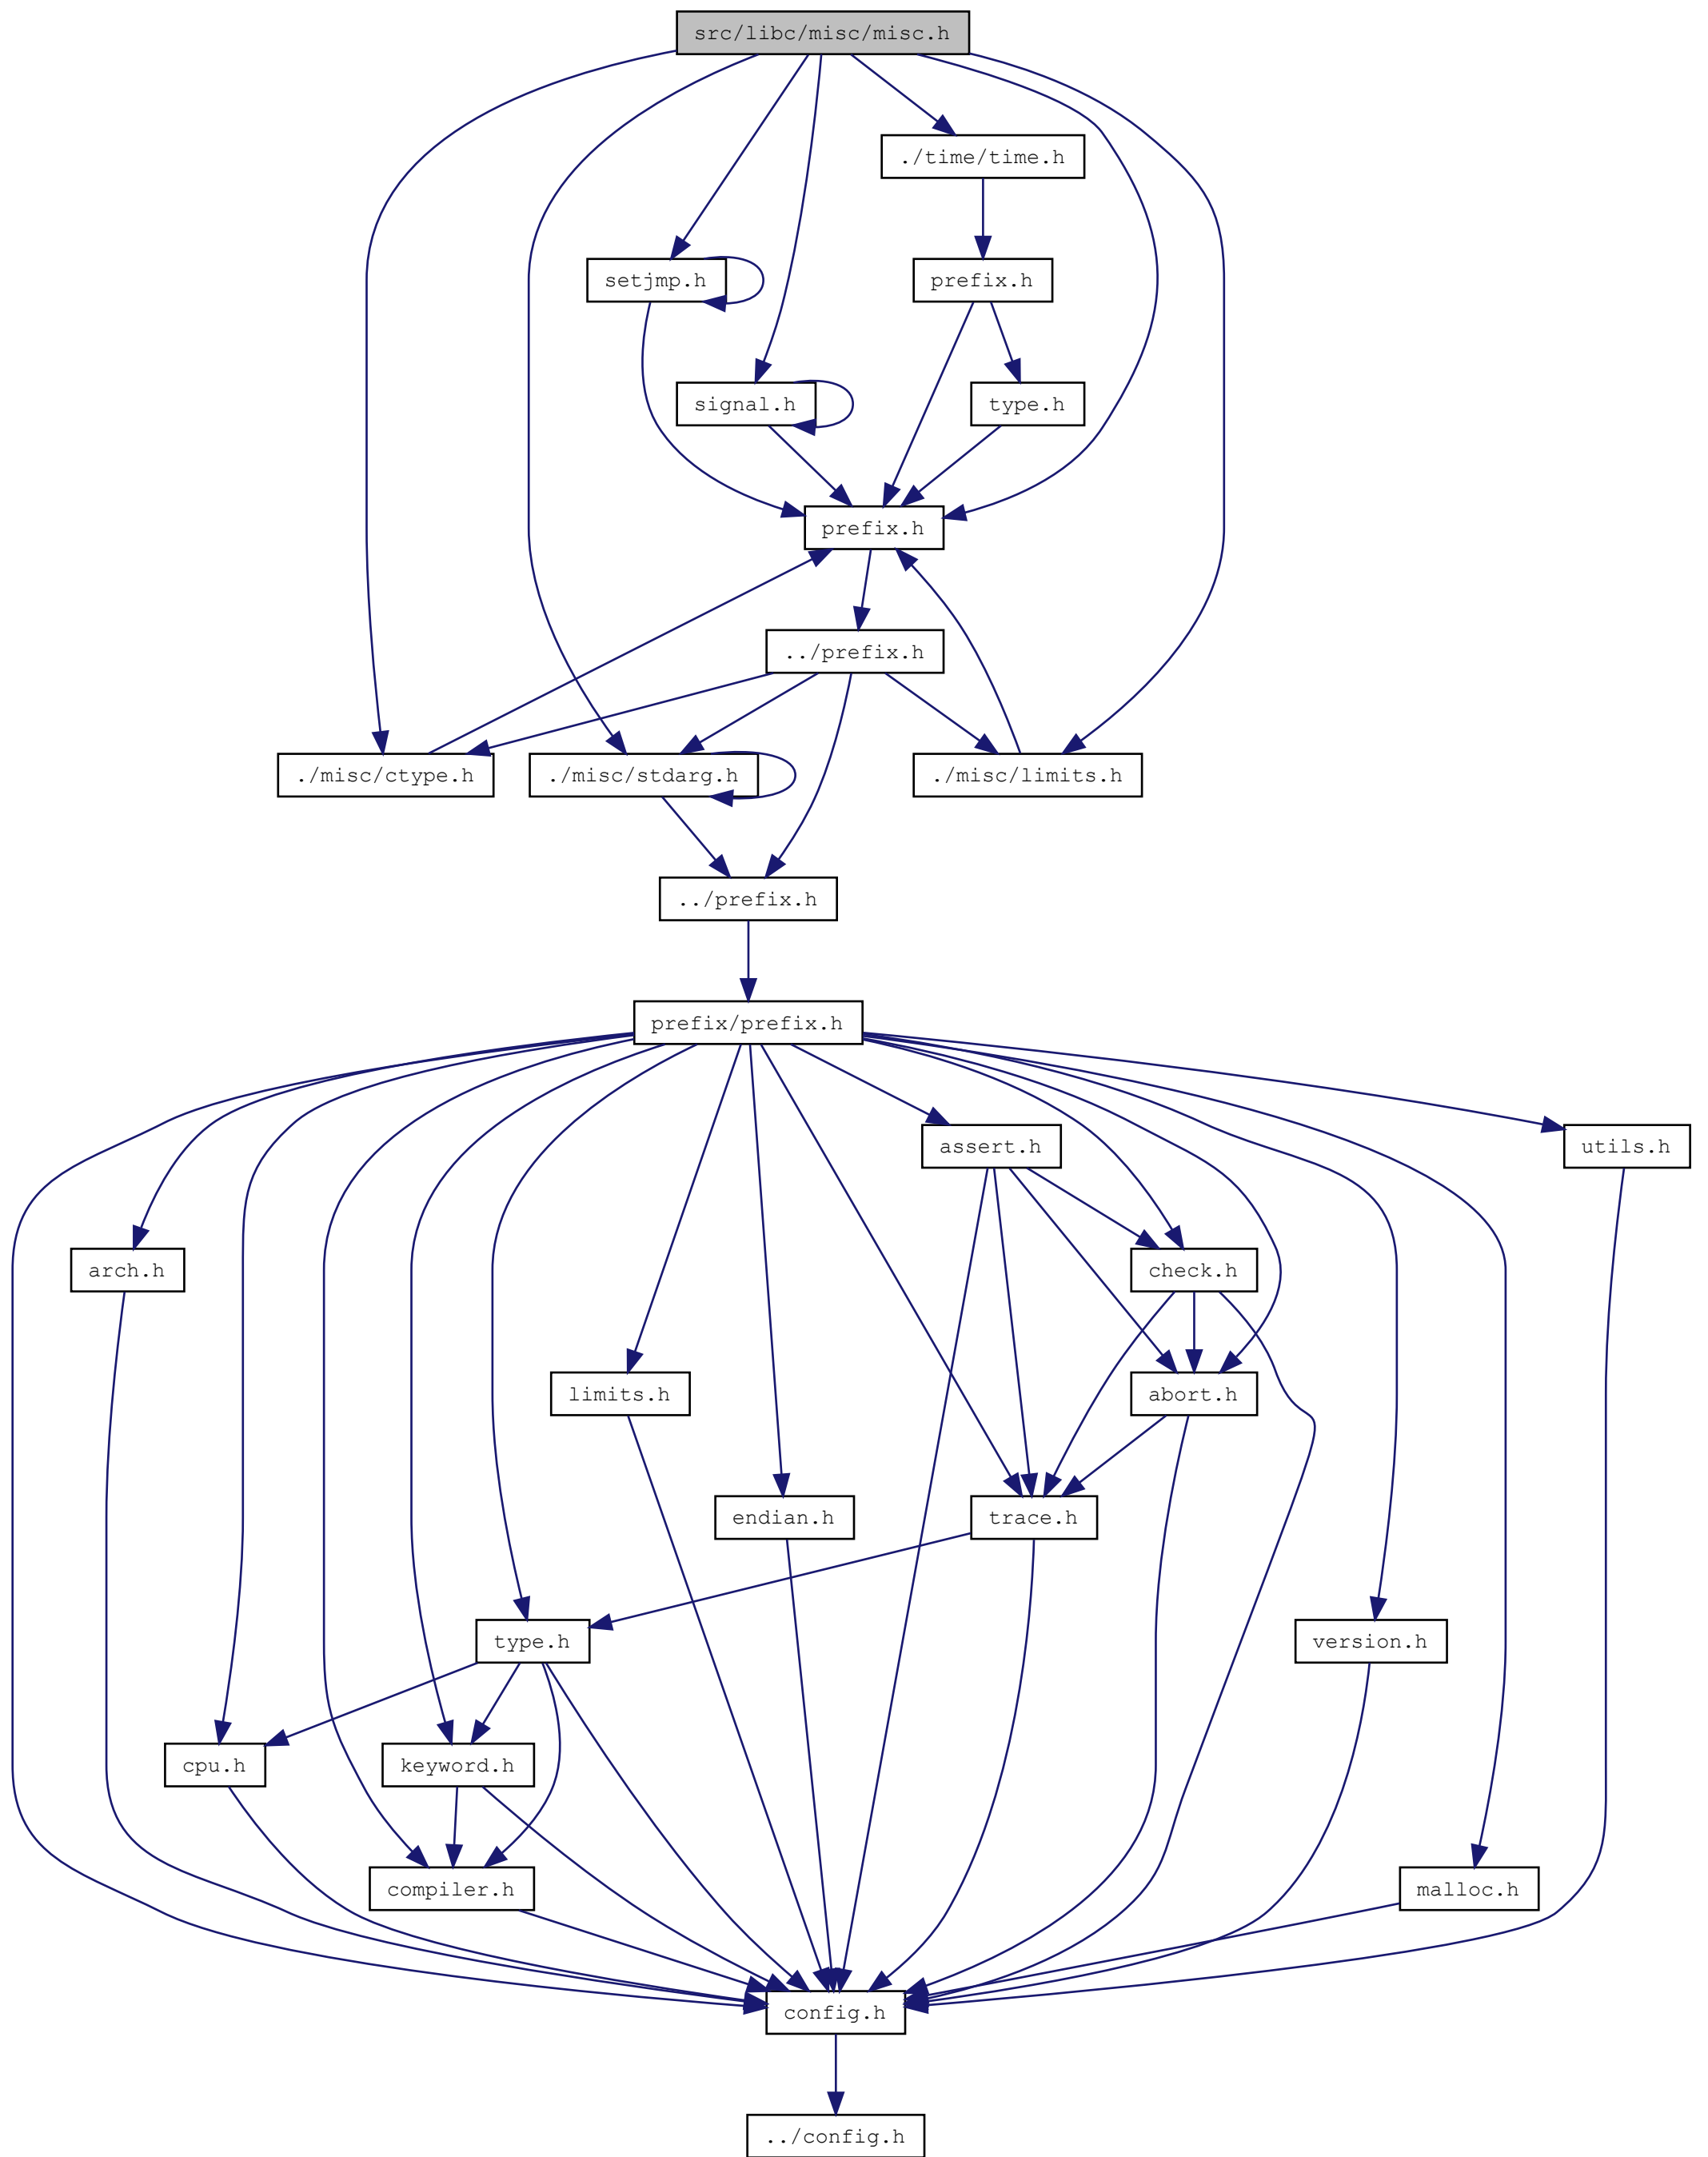 src/libc/misc/misc.h
./time/time.h
setjmp.h
prefix.h
signal.h
type.h
prefix.h
../prefix.h
./misc/ctype.h
./misc/stdarg.h
./misc/limits.h
../prefix.h
prefix/prefix.h
assert.h
utils.h
arch.h
check.h
limits.h
abort.h
endian.h
trace.h
type.h
version.h
cpu.h
keyword.h
compiler.h
malloc.h
config.h
../config.h